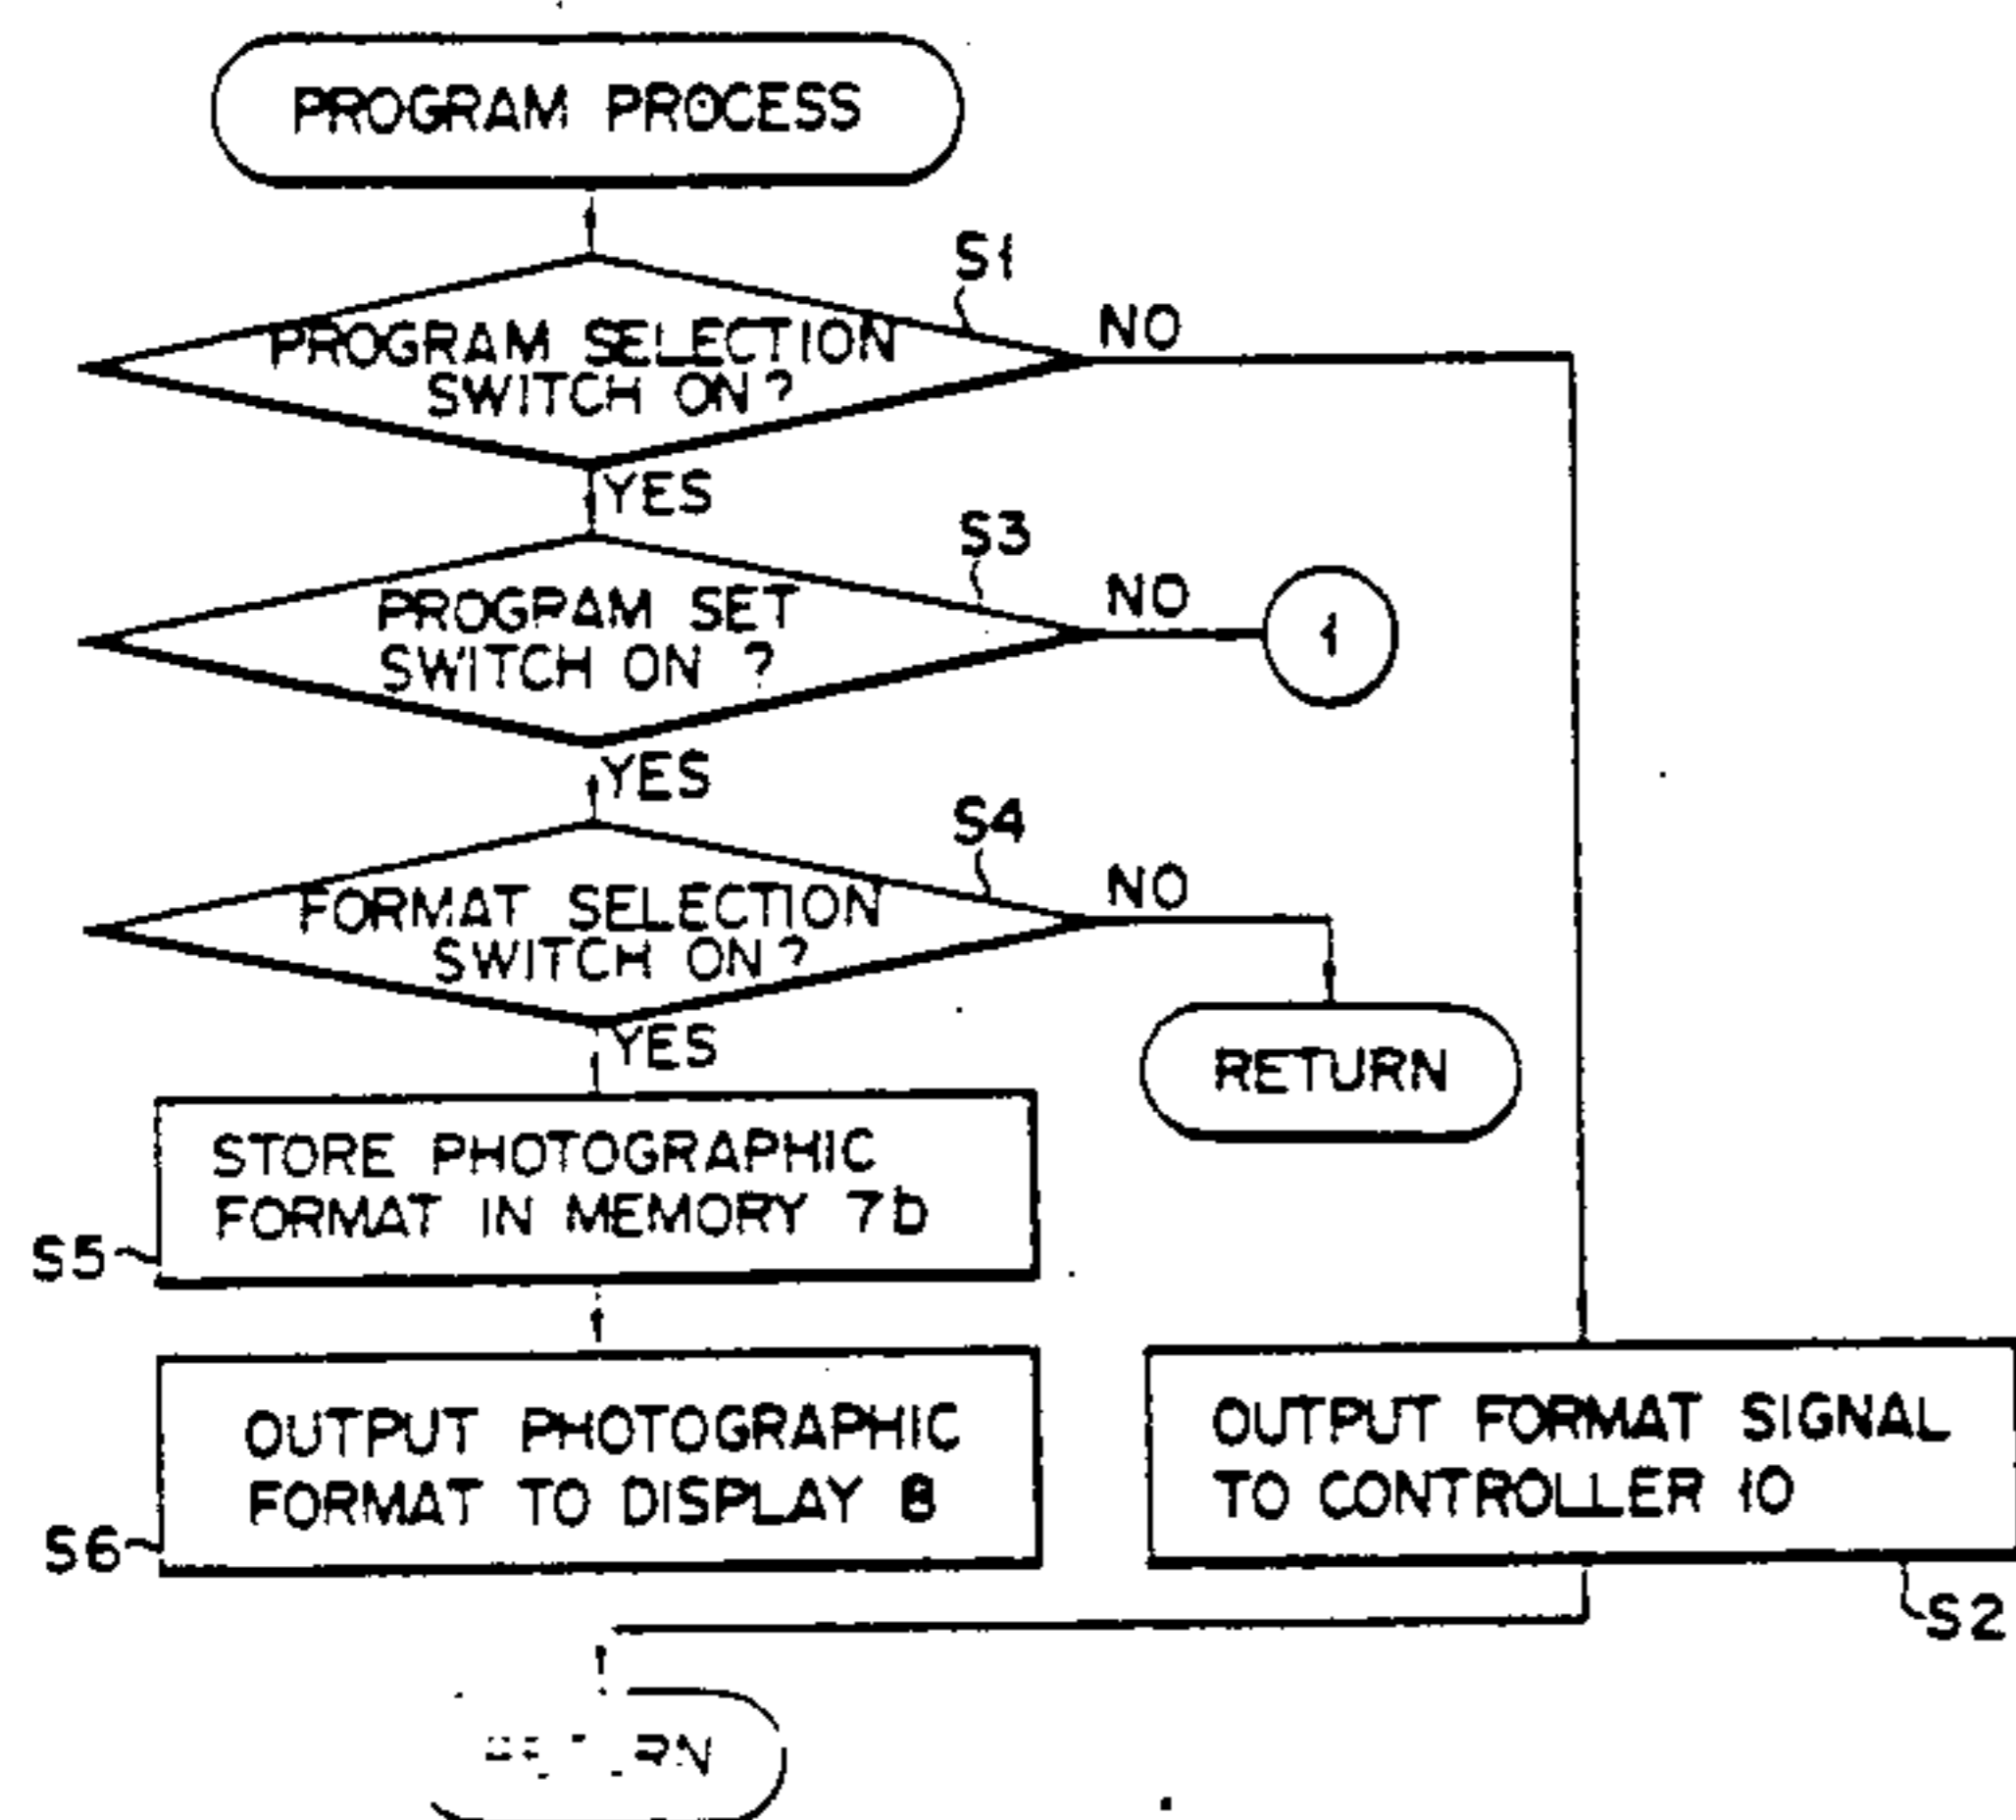 PROGRAM PROCESS
S1
PROGRAM SELECTION
SWITCH ON?
NO
YES
S3
PROGRAM SET
SWITCH ON ?
NO
1
YES
S4
FORMAT SELECTION
SWITCH ON?
NO
YES
RETURN
STORE PHOTOGRAPHIC
FORMAT IN MEMORY 7b
S5
OUTPUT PHOTOGRAPHIC
FORMAT TO DISPLAY 8
S6
OUTPUT FORMAT SIGNAL
TO CONTROLLER 10
S2